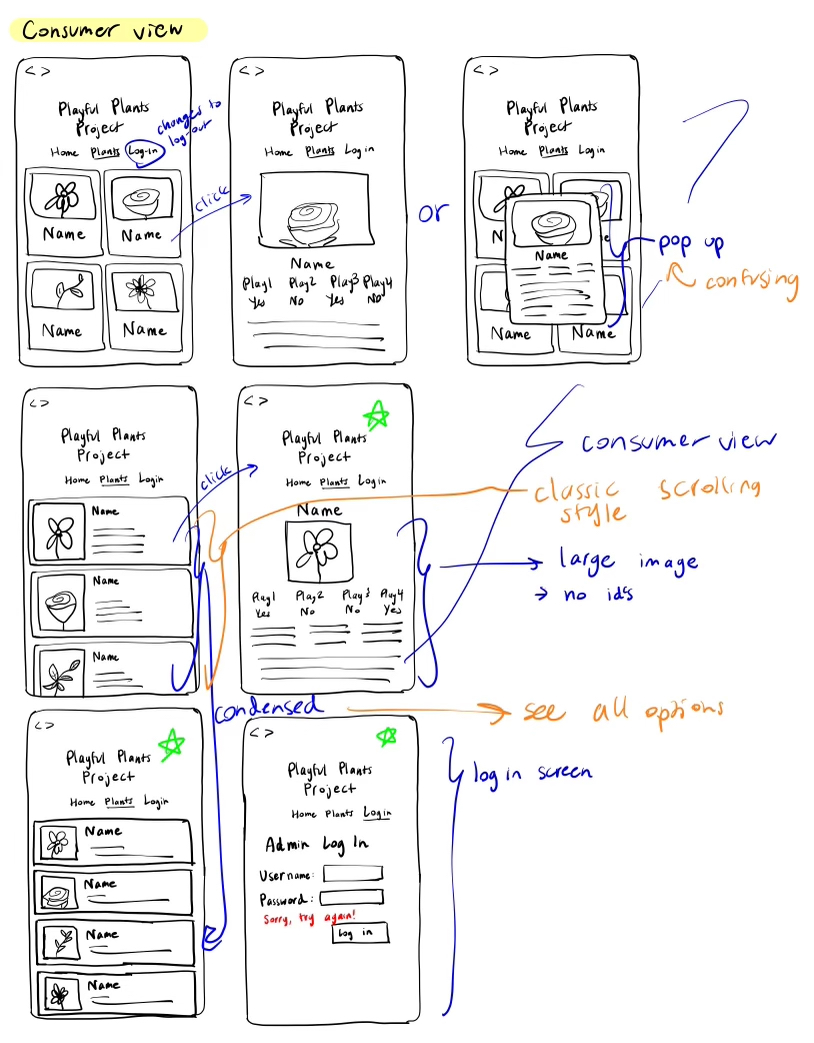 Consumer view
< >
Playful Plants
Project
Home Plants Log-in
changes to
log-out
Name
Name
Name
Name
click
< >
Playful Plants
Project
Home Plants Log in
Name
Play1 Play2 Play3 Play4
Yes No Yes No
or
< >
Playful Plants
Project
Home Plants Log in
N
e
Name
Name
Name
pop up
confusing
< >
Playful Plants
Project
Home Plants Login
Name
Name
Name
click
< >
Playful Plants
Project
Home Plants Login
Name
Play1 Play2 Play3 Play4
Yes No No Yes
consumer view
classic scrolling
style
→ large image
→ no id's
condensed
see all options
< >
Playful Plants
Project
Home Plants Login
Name
Name
Name
Name
< >
Playful Plants
Project
Home Plants Login
Admin Log In
Username:
Password:
Sorry, try again!
Log in
log in screen